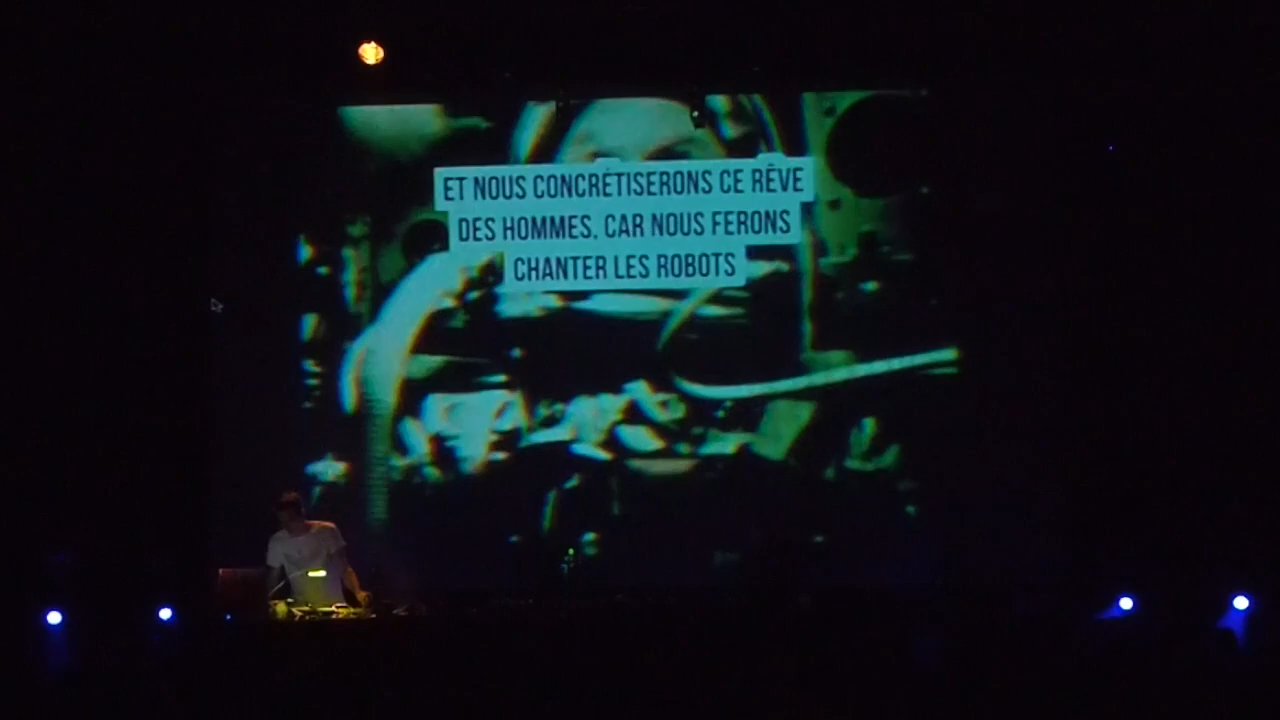 ET NOUS CONCRÉTISERONS CE RÊVE
DES HOMMES, CAR NOUS FERONS
CHANTER LES ROBOTS